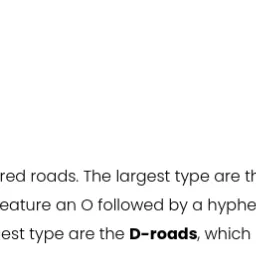 red roads. The largest type are th
eature an O followed by a hyphe
est type are the D-roads, which